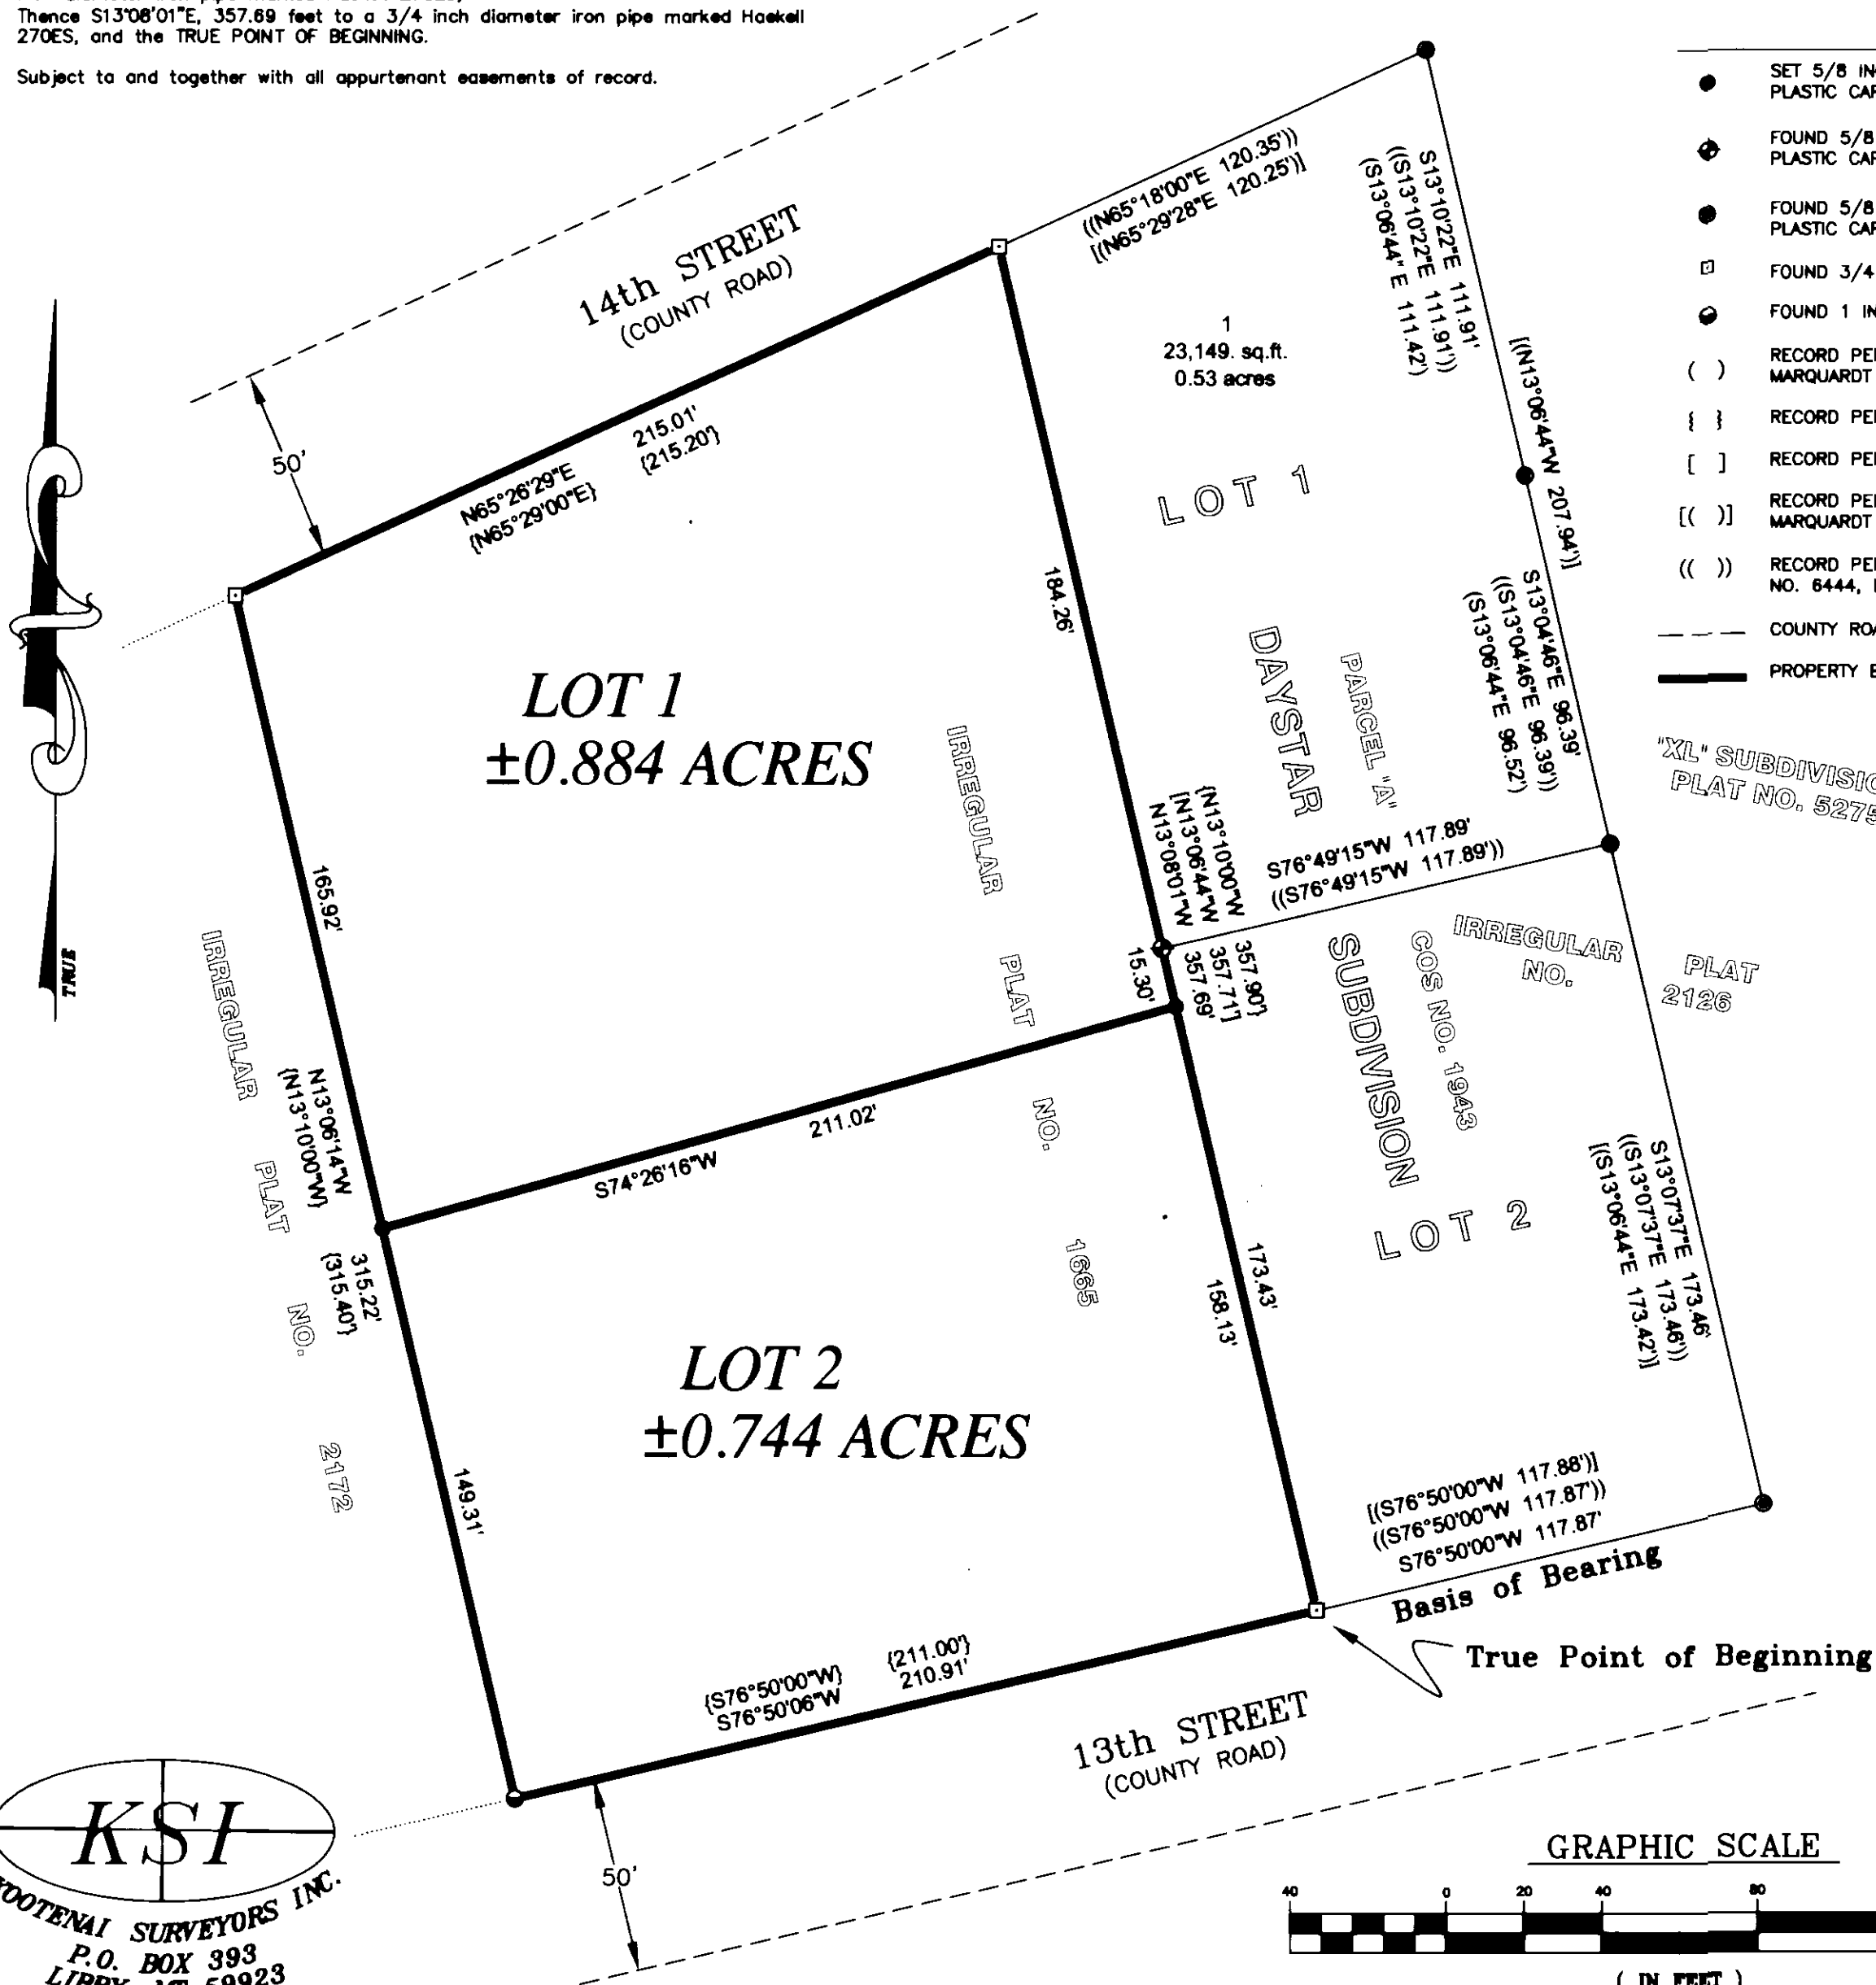 Thence S13°08'01"E, 357.69 feet to a 3/4 inch diameter iron pipe marked Haekell
270ES, and the TRUE POINT OF BEGINNING.
Subject to and together with all appurtenant easements of record.
14th STREET
(COUNTY ROAD)
50'
215.01'
{215.20'}
N65°26'29"E
{N65°29'00"E}
((N65°18'00"E 120.35'))
[(N65°29'28"E 120.25')]
S13°10'22"E 111.91'
((S13°10'22"E 111.91'))
(S13°06'44"E 111.42')
1
23,149. sq.ft.
0.53 acres
LOT 1
[(N13°06'44"W 207.94')]
184.26'
DAYSTAR
PARCEL "A"
S13°04'46"E 96.39'
((S13°04'46"E 96.39'))
(S13°06'44"E 96.52')
SET 5/8
PLASTIC
FOUND 5/8
PLASTIC
FOUND 5/8
PLASTIC
FOUND 3/4
FOUND 1
( ) RECORD
MARQUARDT
{ } RECORD
[ ] RECORD
[( )] RECORD
MARQUARDT
(( )) RECORD
NO. 6444,
COUNTY
PROPERTY
"XL"
PLAT NO. 5275
LOT 1
±0.884 ACRES
165.92'
TRUE
IRREGULAR
PLAT
NO.
1665
{N13°10'00"W 357.90'}
[N13°06'44"W 357.71']
N13°08'01"W 357.69'
15.30'
S76°49'15"W 117.89'
((S76°49'15"W 117.89'))
IRREGULAR PLAT
NO. 2126
SUBDIVISION
COS NO. 1943
LOT 2
IRREGULAR
PLAT
NO.
2172
N13°06'14"W
{N13°10'00"W}
315.22'
{315.40'}
211.02'
S74°26'16"W
173.43'
158.13'
S13°07'37"E 173.46'
((S13°07'37"E 173.46'))
[(S13°06'44"E 173.42')]
LOT 2
±0.744 ACRES
149.31'
[(S76°50'00"W 117.88')]
((S76°50'00"W 117.87'))
S76°50'00"W 117.87'
Basis of Bearing
True Point of Beginning
{S76°50'00"W} {211.00'}
S76°50'06"W 210.91'
13th STREET
(COUNTY ROAD)
50'
KSI
SURVEYORS INC.
P.O. BOX 393
59923
GRAPHIC SCALE
40 0 20 40 80
( IN FEET )